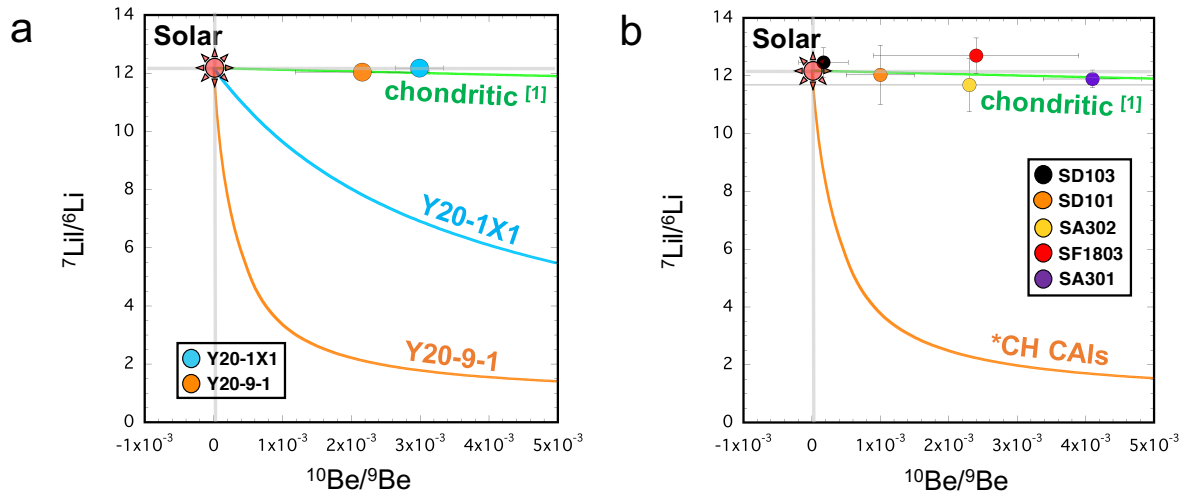 a
14
12
10
8
6
4
2
0
⁷LiI/⁶Li
Solar
chondritic [1]
Y20-1X1
Y20-9-1
Y20-1X1
Y20-9-1
-1x10⁻³
0
1x10⁻³
2x10⁻³
3x10⁻³
4x10⁻³
5x10⁻³
¹⁰Be/⁹Be
b
14
12
10
8
6
4
2
0
⁷LiI/⁶Li
Solar
chondritic [1]
SD103
SD101
SA302
SF1803
SA301
*CH CAIs
-1x10⁻³
0
1x10⁻³
2x10⁻³
3x10⁻³
4x10⁻³
5x10⁻³
¹⁰Be/⁹Be